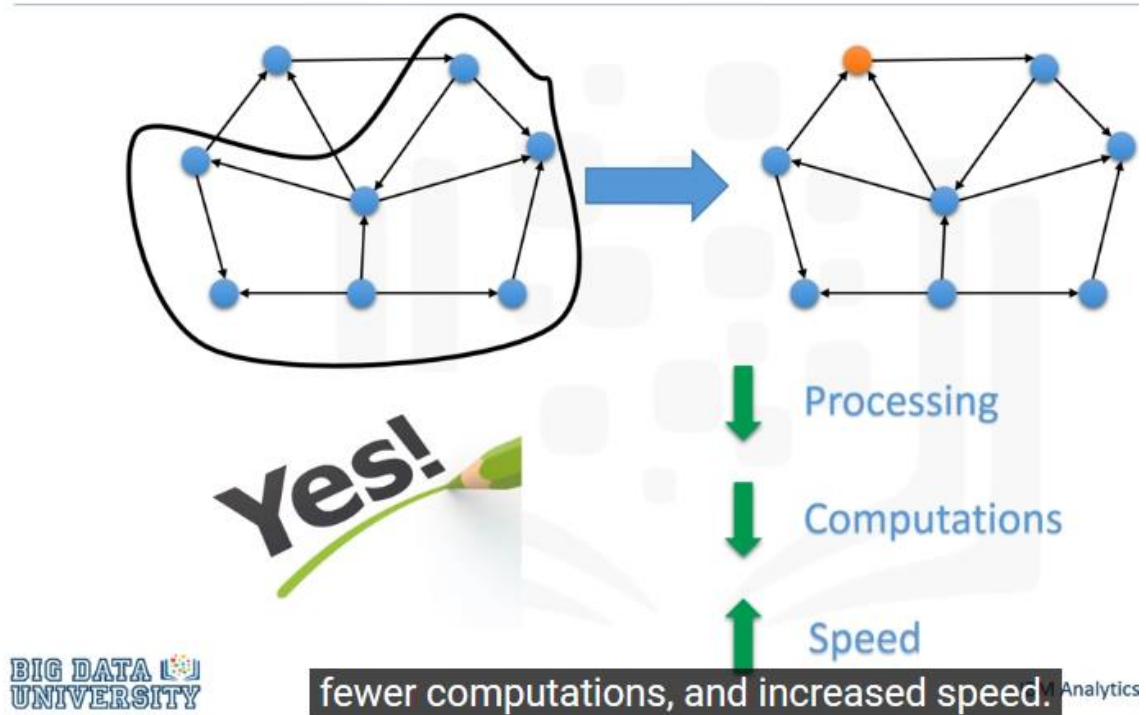 Processing
Yes!
Computations
Speed
BIG DATA
UNIVERSITY
fewer computations, and increased speed.
Analytics